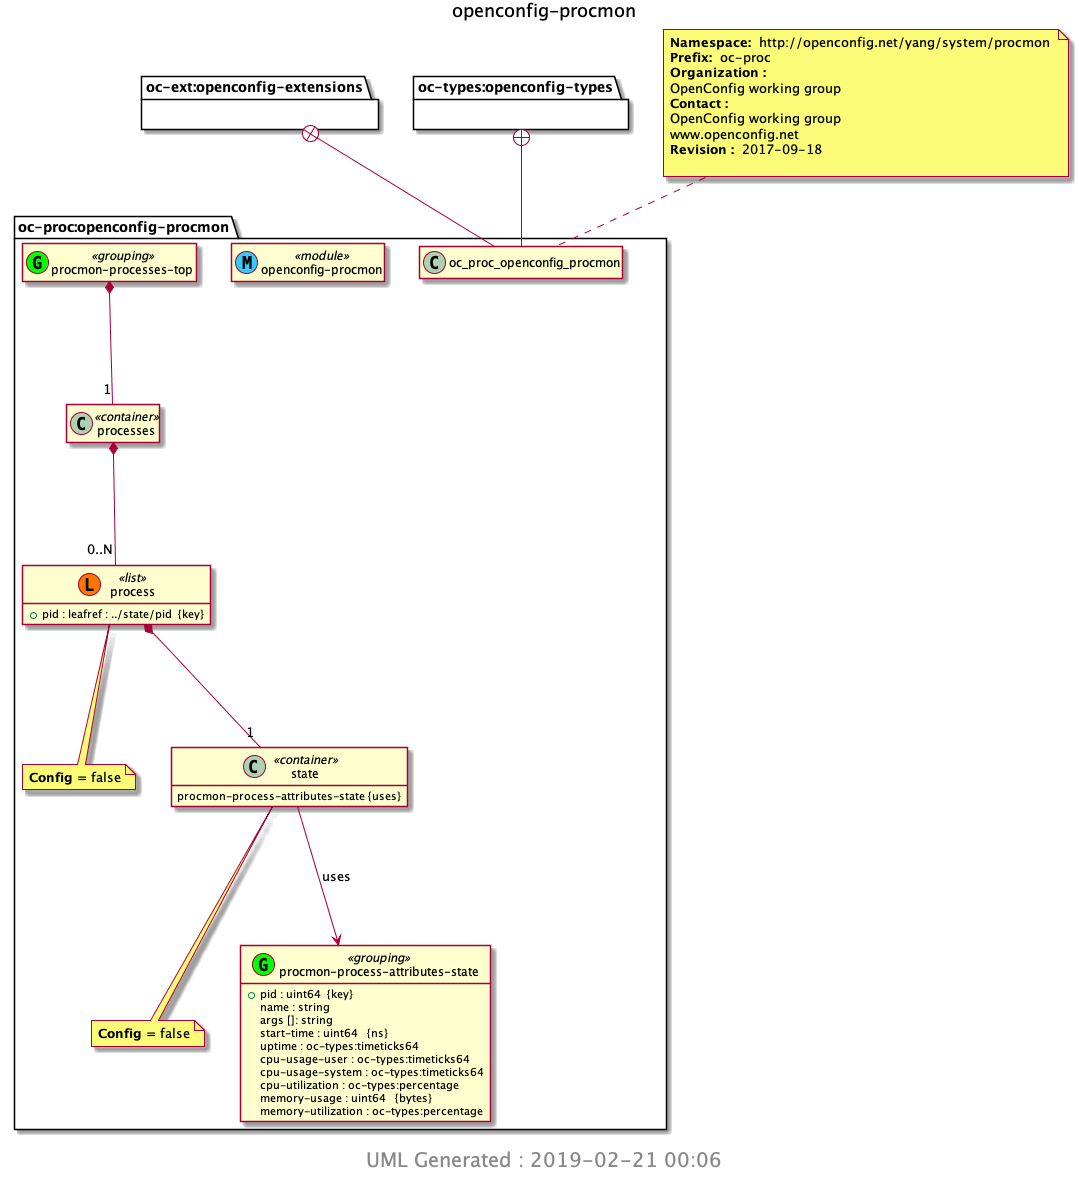 openconfig-procmon
Namespace:  http://openconfig.net/yang/system/procmon
Prefix:  oc-proc
Organization :
OpenConfig working group
Contact :
OpenConfig working group
www.openconfig.net
Revision :  2017-09-18
oc-ext:openconfig-extensions
oc-types:openconfig-types
oc-proc:openconfig-procmon
G
«grouping»
procmon-processes-top
M
«module»
openconfig-procmon
C
oc_proc_openconfig_procmon
1
C
«container»
processes
0..N
L
«list»
process
pid : leafref : ../state/pid  {key}
1
Config = false
C
«container»
state
procmon-process-attributes-state {uses}
uses
Config = false
G
«grouping»
procmon-process-attributes-state
pid : uint64  {key}
name : string
args []: string
start-time : uint64   {ns}
uptime : oc-types:timeticks64
cpu-usage-user : oc-types:timeticks64
cpu-usage-system : oc-types:timeticks64
cpu-utilization : oc-types:percentage
memory-usage : uint64   {bytes}
memory-utilization : oc-types:percentage
UML Generated : 2019-02-21 00:06